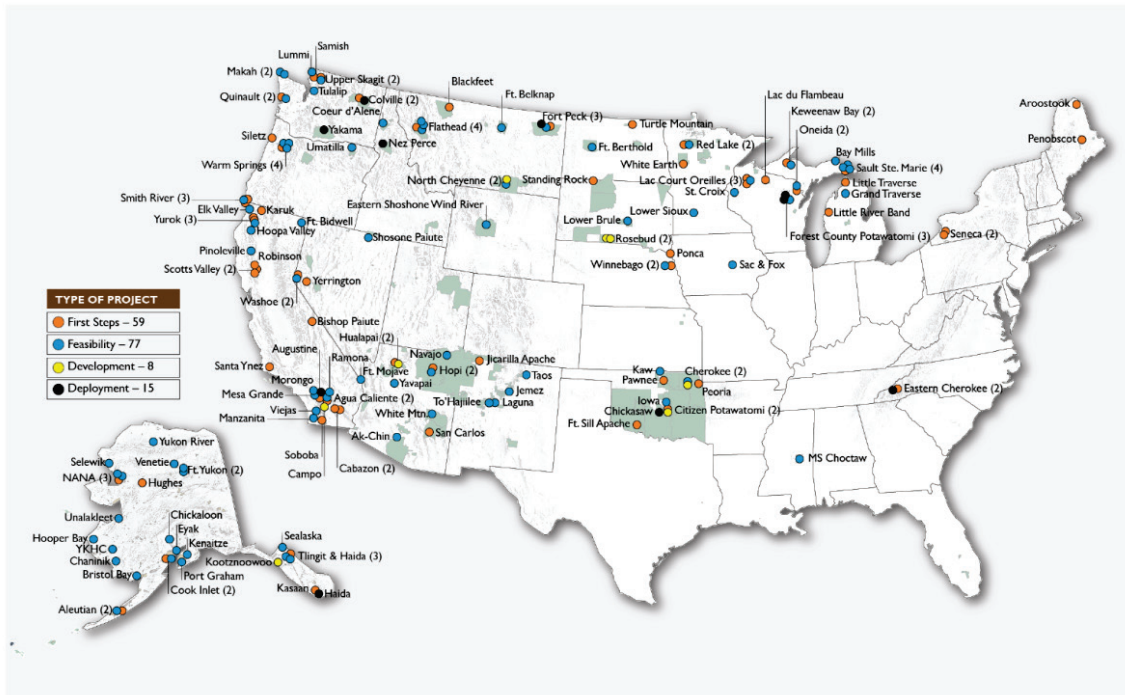 Samish
Lummi
Makah (2)
Upper Skagit (2)
Tulalip
Quinault (2)
Colville (2)
Coeur d'Alene
Blackfeet
Ft. Belknap
Fort Peck (3)
Flathead (4)
Yakama
Siletz
Umatilla
Nez Perce
Warm Springs (4)
Turtle Mountain
Red Lake (2)
Ft. Berthold
White Earth
Lac du Flambeau
Keweenaw Bay (2)
Oneida (2)
Bay Mills
Sault Ste. Marie (4)
Little Traverse
Grand Traverse
Little River Band
Aroostook
Penobscot
Seneca (2)
Forest County Potawatomi (3)
Lac Court Oreilles (3)
St. Croix
North Cheyenne (2)
Standing Rock
Eastern Shoshone Wind River
Lower Brule
Lower Sioux
Rosebud (2)
Ponca
Winnebago (2)
Sac & Fox
Smith River (3)
Elk Valley
Karuk
Yurok (3)
Ft. Bidwell
Hoopa Valley
Shosone Paiute
Pinoleville
Robinson
Scotts Valley (2)
Yerrington
Washoe (2)
TYPE OF PROJECT
First Steps – 59
Feasibility – 77
Development – 8
Deployment – 15
Bishop Paiute
Hualapai (2)
Augustine
Ramona
Navajo
Hopi (2)
Jicarilla Apache
Santa Ynez
Ft. Mojave
Morongo
Yavapai
Taos
Mesa Grande
Agua Caliente (2)
To'Hajiilee
Jemez
Laguna
Viejas
White Mtn.
Manzanita
Ak-Chin
San Carlos
Soboba
Cabazon (2)
Campo
Kaw
Cherokee (2)
Pawnee
Peoria
Iowa
Chickasaw
Citizen Potawatomi (2)
Ft. Sill Apache
Eastern Cherokee (2)
MS Choctaw
Yukon River
Selewik
Venetie
Ft. Yukon (2)
NANA (3)
Hughes
Chickaloon
Unalakleet
Eyak
Hooper Bay
Kenaitze
Sealaska
YKHC
Tlingit & Haida (3)
Chaninik
Kootznoowoo
Bristol Bay
Port Graham
Cook Inlet (2)
Kasaan
Haida
Aleutian (2)